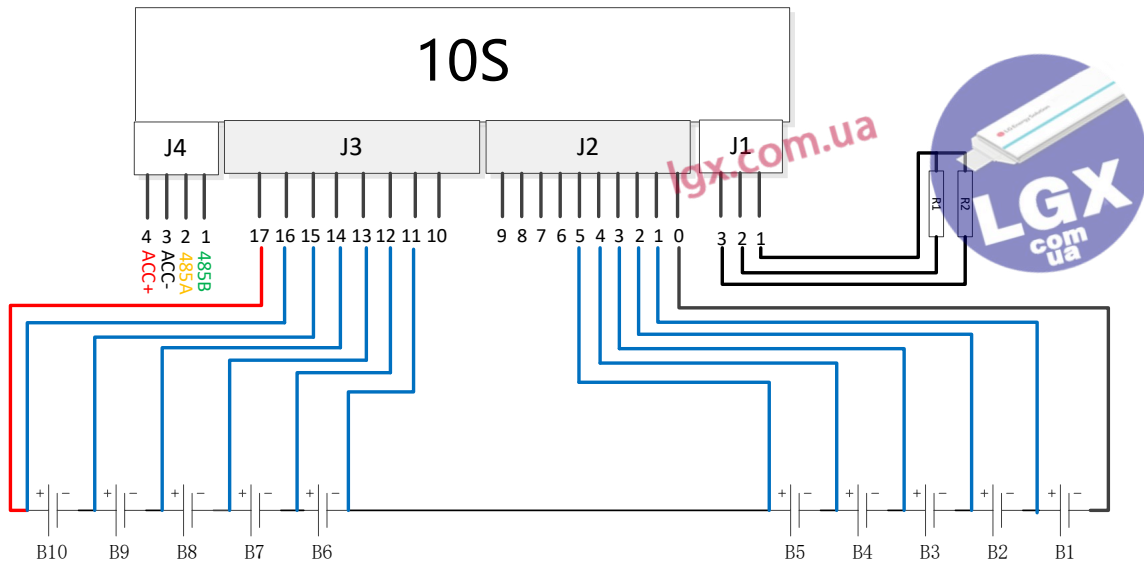 10S
J4 J3 J2 J1
lgx.com.ua
R1 R2
LGX
com
ua
4 3 2 1 17 16 15 14 13 12 11 10 9 8 7 6 5 4 3 2 1 0 3 2 1
ACC+ ACC- 485A 485B
+ − + − + − + − + − + − + − + − + − + −
B10 B9 B8 B7 B6 B5 B4 B3 B2 B1